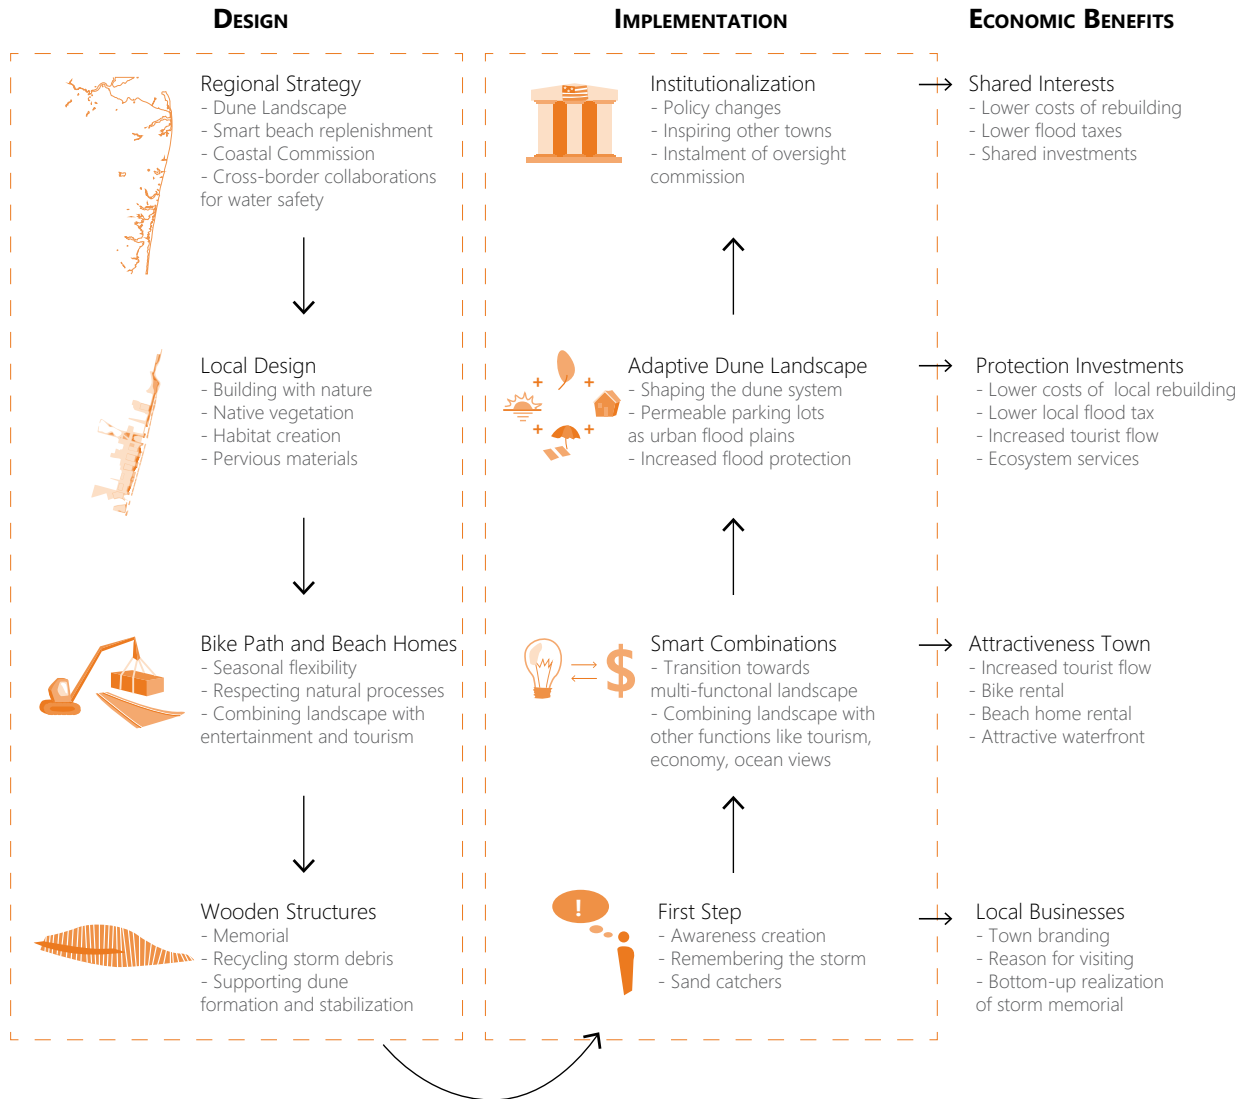 DESIGN
Regional Strategy
- Dune Landscape
- Smart beach replenishment
- Coastal Commission
- Cross-border collaborations
for water safety
Local Design
- Building with nature
- Native vegetation
- Habitat creation
- Pervious materials
Bike Path and Beach Homes
- Seasonal flexibility
- Respecting natural processes
- Combining landscape with
entertainment and tourism
Wooden Structures
- Memorial
- Recycling storm debris
- Supporting dune
formation and stabilization
IMPLEMENTATION
Institutionalization
- Policy changes
- Inspiring other towns
- Instalment of oversight
commission
Adaptive Dune Landscape
- Shaping the dune system
- Permeable parking lots
as urban flood plains
- Increased flood protection
Smart Combinations
- Transition towards
multi-functonal landscape
- Combining landscape with
other functions like tourism,
economy, ocean views
$
First Step
- Awareness creation
- Remembering the storm
- Sand catchers
!
ECONOMIC BENEFITS
Shared Interests
- Lower costs of rebuilding
- Lower flood taxes
- Shared investments
Protection Investments
- Lower costs of local rebuilding
- Lower local flood tax
- Increased tourist flow
- Ecosystem services
Attractiveness Town
- Increased tourist flow
- Bike rental
- Beach home rental
- Attractive waterfront
Local Businesses
- Town branding
- Reason for visiting
- Bottom-up realization
of storm memorial